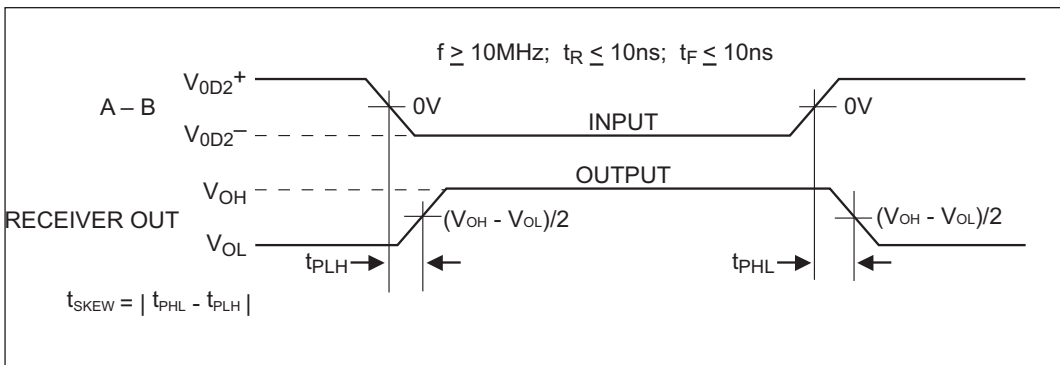 f ≥ 10MHz; tR ≤ 10ns; tF ≤ 10ns
V0D2+
A – B
0V
0V
V0D2–
INPUT
VOH
OUTPUT
RECEIVER OUT
(VOH - VOL)/2
(VOH - VOL)/2
VOL
tPLH
tPHL
tSKEW = | tPHL - tPLH |